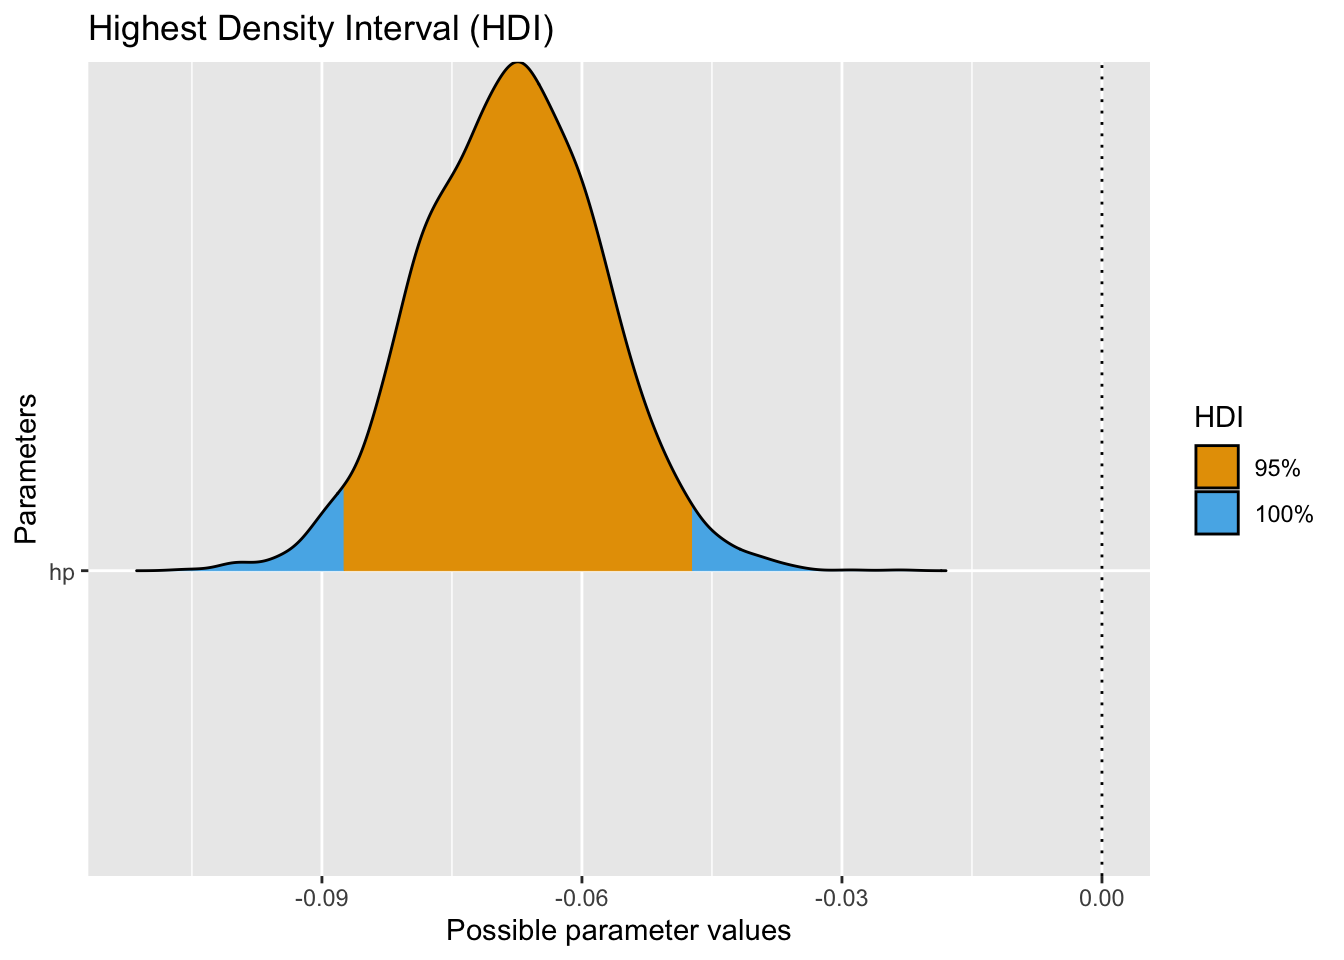 Highest Density Interval (HDI)
Parameters
hp
HDI
95%
100%
-0.09
-0.06
-0.03
0.00
Possible parameter values